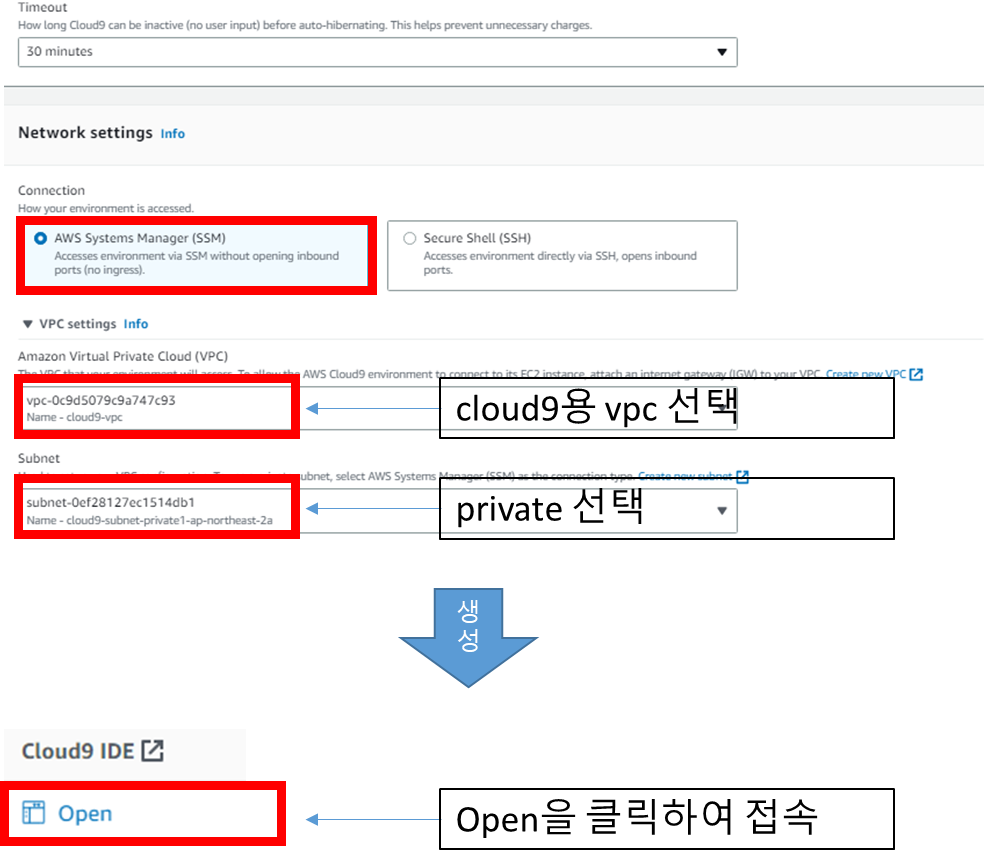 Timeout
How long Cloud9 can be inactive (no user input) before auto-hibernating. This helps prevent unnecessary charges.
30 minutes
Network settings Info
Connection
How your environment is accessed.
AWS Systems Manager (SSM)
Accesses environment via SSM without opening inbound
ports (no ingress).
Secure Shell (SSH)
Accesses environment directly via SSH, opens inbound
ports.
VPC settings Info
Amazon Virtual Private Cloud (VPC)
The VPC that your environment will access. To allow the AWS Cloud9 environment to connect to its EC2 instance, attach an internet gateway (IGW) to your VPC. Create new VPC
vpc-0c9d5079c9a747c93
Name - cloud9-vpc
cloud9용 vpc 선택
Subnet
subnet, select AWS Systems Manager (SSM) as the connection type. Create new subnet
subnet-0ef28127ec1514db1
Name - cloud9-subnet-private1-ap-northeast-2a
private 선택
생
성
Cloud9 IDE
Open
Open을 클릭하여 접속